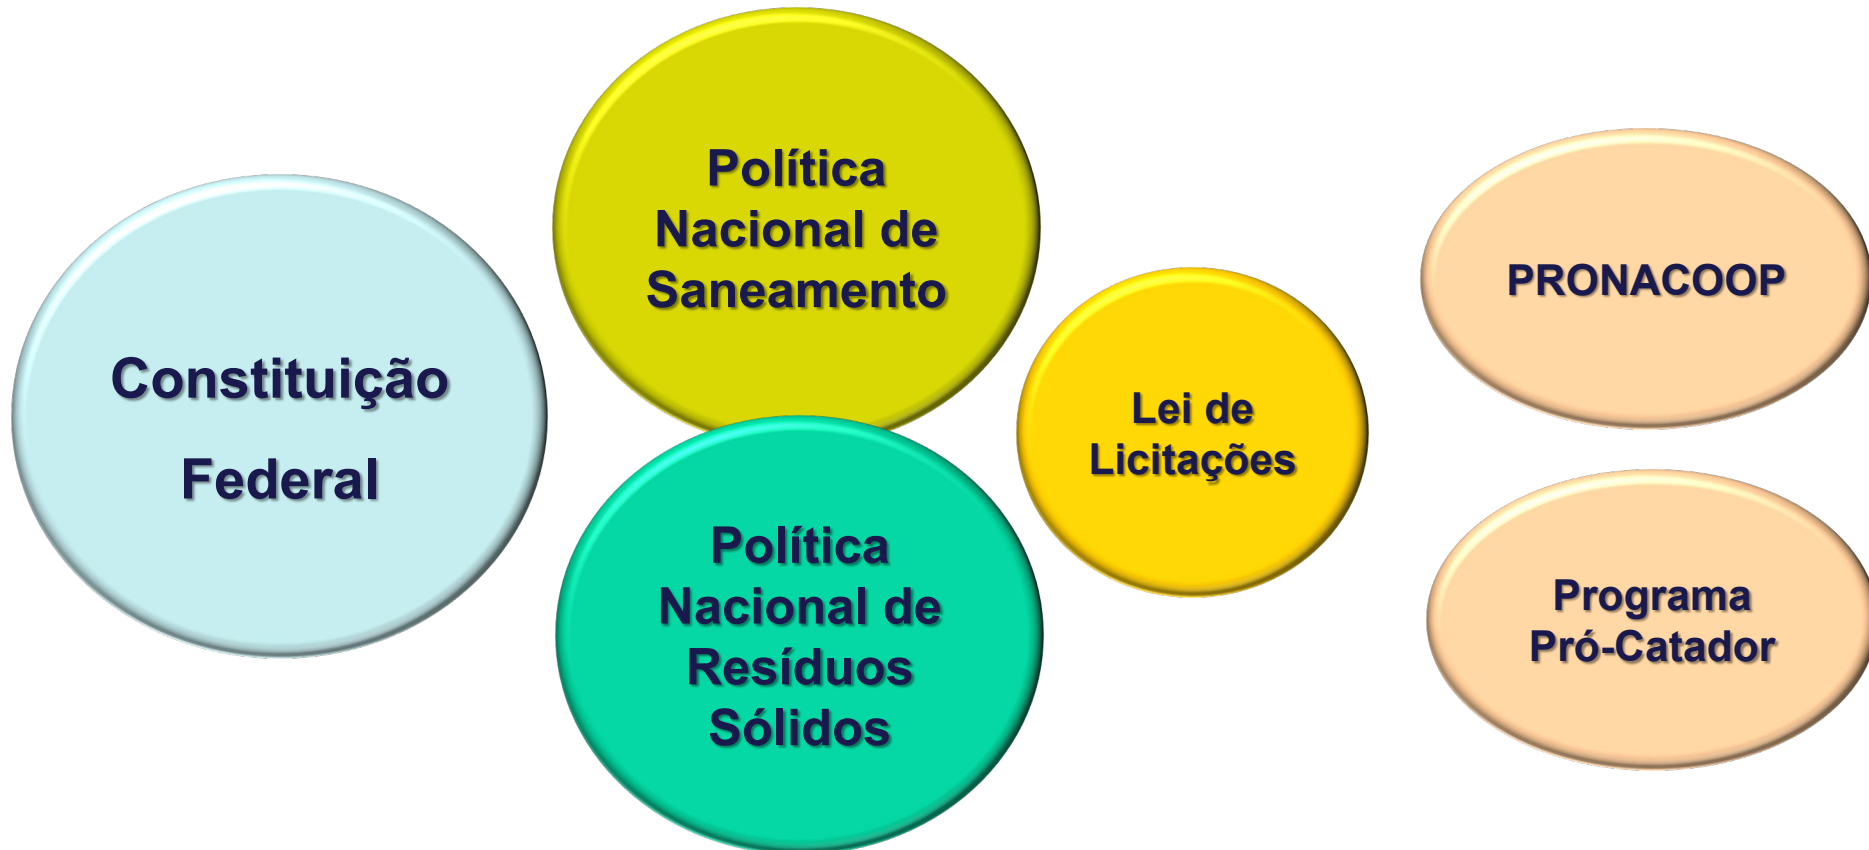 Constituição
Federal
Política
Nacional de
Saneamento
Política
Nacional de
Resíduos
Sólidos
Lei de
Licitações
PRONACOOP
Programa
Pró-Catador